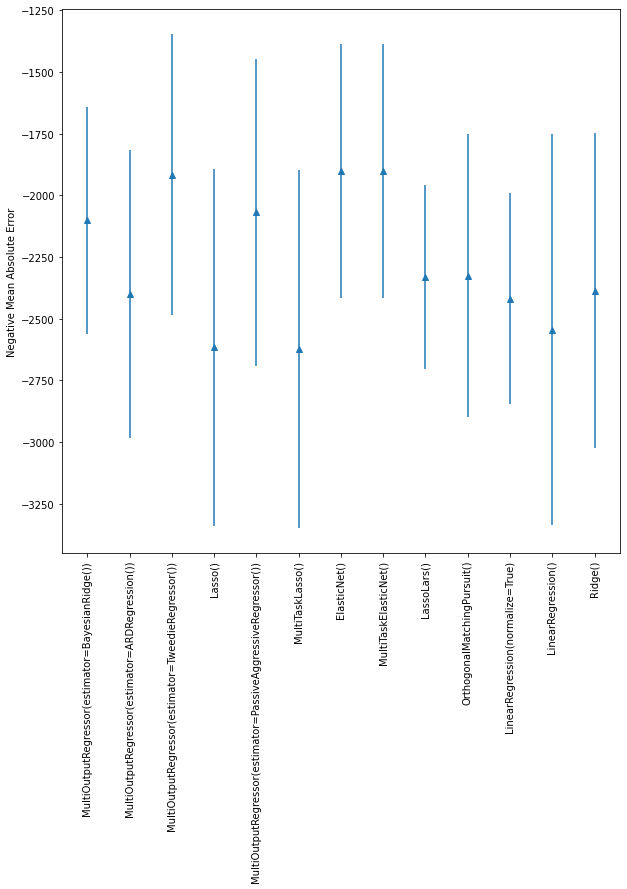 −1250
−1500
−1750
−2000
−2250
−2500
−2750
−3000
−3250
Negative Mean Absolute Error
MultiOutputRegressor(estimator=BayesianRidge())
MultiOutputRegressor(estimator=ARDRegression())
MultiOutputRegressor(estimator=TweedieRegressor())
Lasso()
MultiOutputRegressor(estimator=PassiveAggressiveRegressor())
MultiTaskLasso()
ElasticNet()
MultiTaskElasticNet()
LassoLars()
OrthogonalMatchingPursuit()
LinearRegression(normalize=True)
LinearRegression()
Ridge()